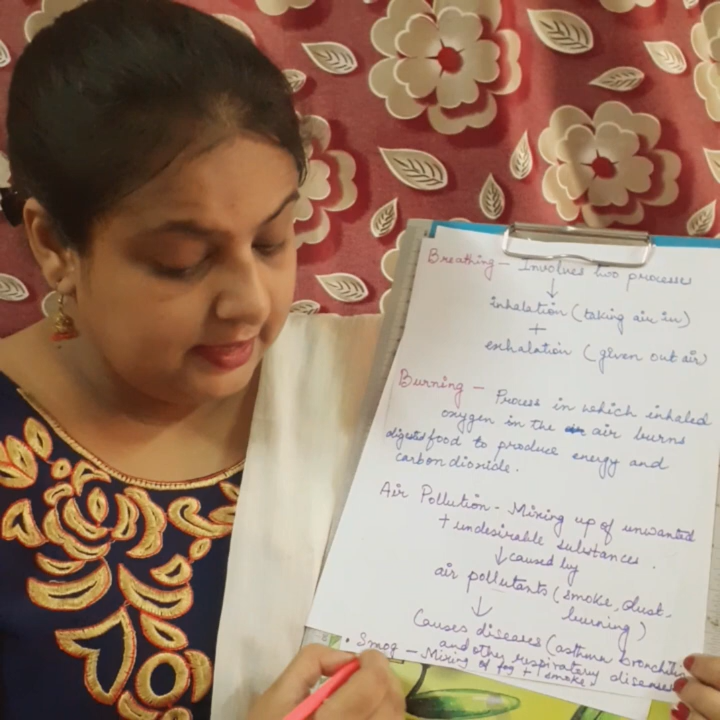 Breathing - Involves two processes
↓
inhalation (taking air in)
+
exhalation (given out air)
Burning - Process in which inhaled
oxygen in the air burns
digested food to produce energy and
carbon dioxide.
Air Pollution - Mixing up of unwanted
+ undesirable substances.
↓ caused by
air pollutants (smoke, dust,
burning)
↓
Causes diseases (asthma bronchitis
and other respiratory diseases
• Smog - Mixing of fog + smoke